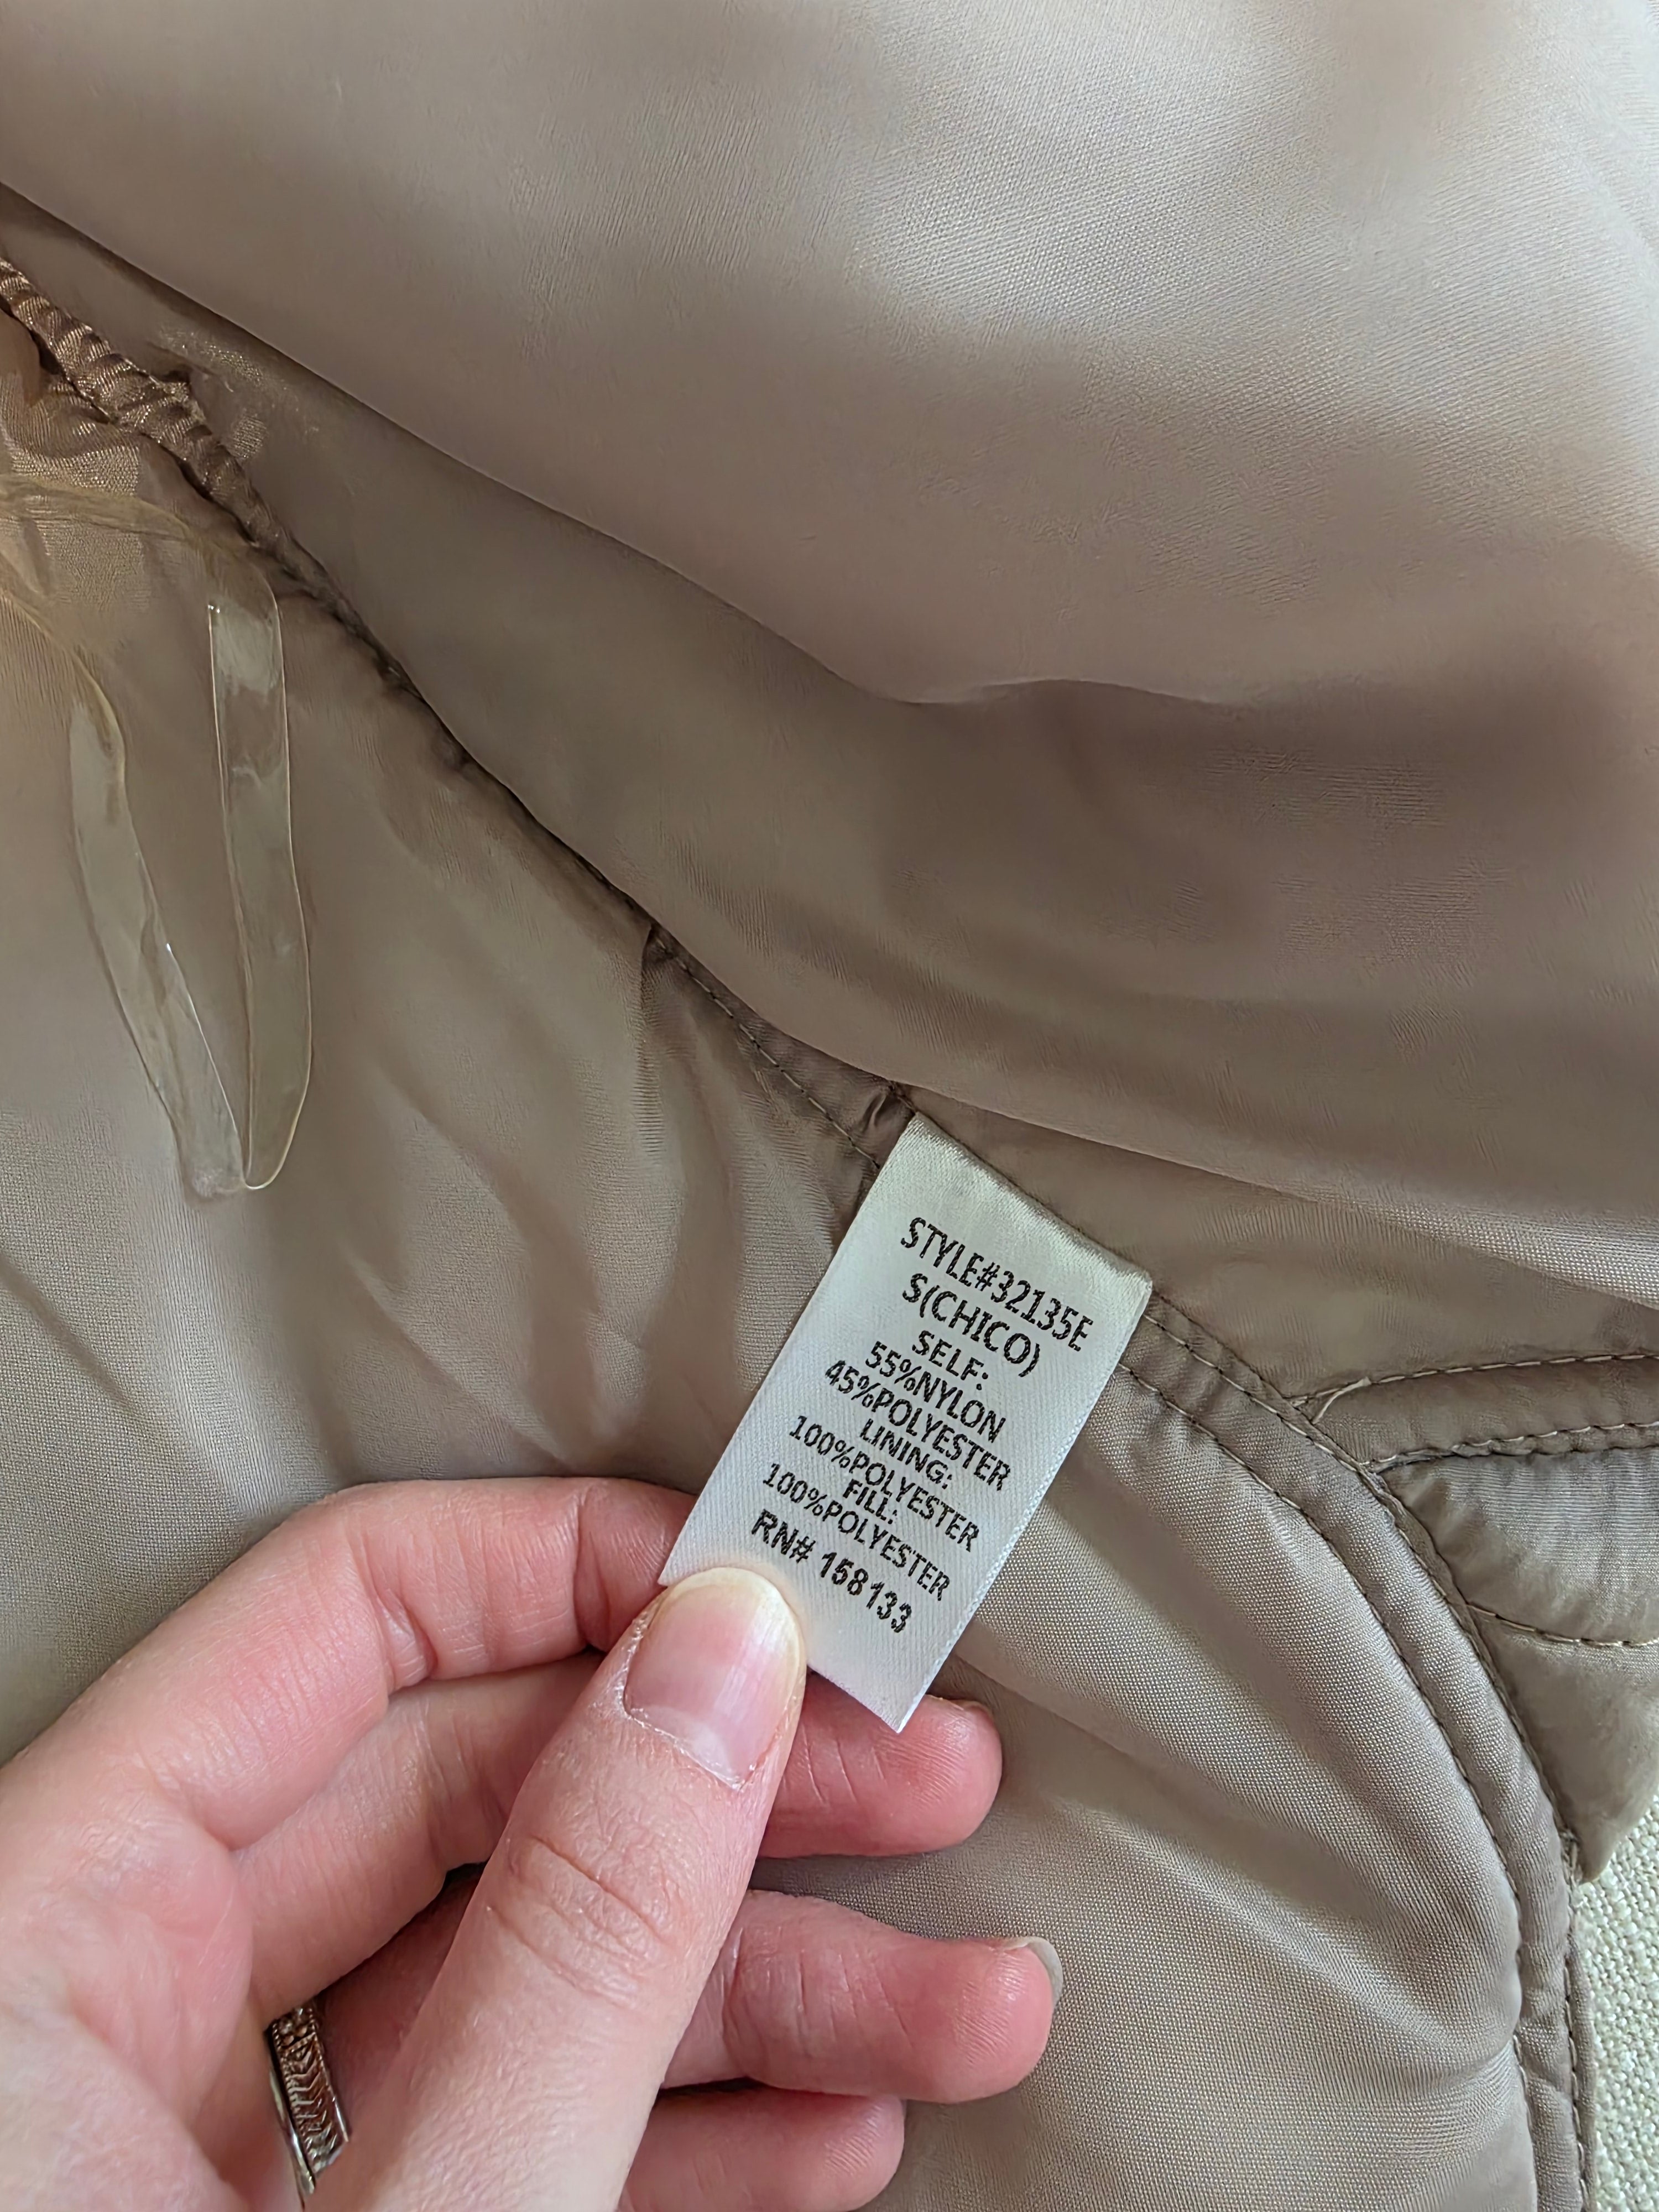 STYLE#32135E
S(CHICO)
SELF:
55%NYLON
45%POLYESTER
LINING:
100%POLYESTER
FILL:
100%POLYESTER
RN# 158133